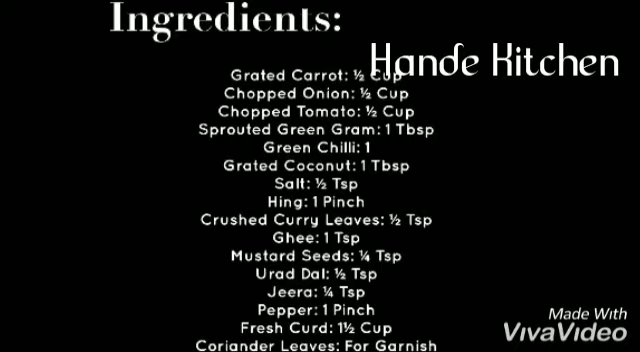 Ingredients:
Hande Kitchen
Grated Carrot: ½ Cup
Chopped Onion: ½ Cup
Chopped Tomato: ½ Cup
Sprouted Green Gram: 1 Tbsp
Green Chilli: 1
Grated Coconut: 1 Tbsp
Salt: ½ Tsp
Hing: 1 Pinch
Crushed Curry Leaves: ½ Tsp
Ghee: 1 Tsp
Mustard Seeds: ¼ Tsp
Urad Dal: ½ Tsp
Jeera: ¼ Tsp
Pepper: 1 Pinch
Fresh Curd: 1½ Cup
Coriander Leaves: For Garnish
Made With
VivaVideo